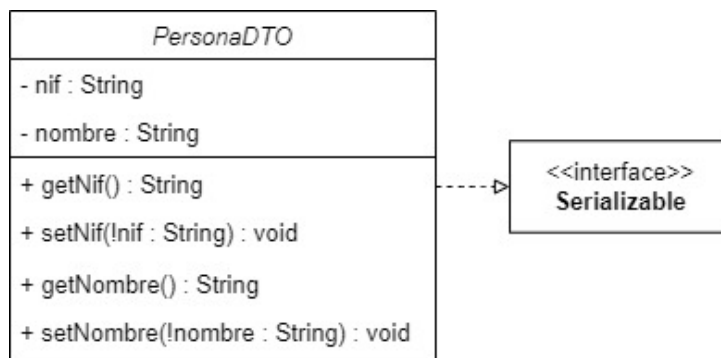 PersonaDTO
- nif : String
- nombre : String
+ getNif() : String
+ setNif(!nif : String) : void
+ getNombre() : String
+ setNombre(!nombre : String) : void
<<interface>>
Serializable